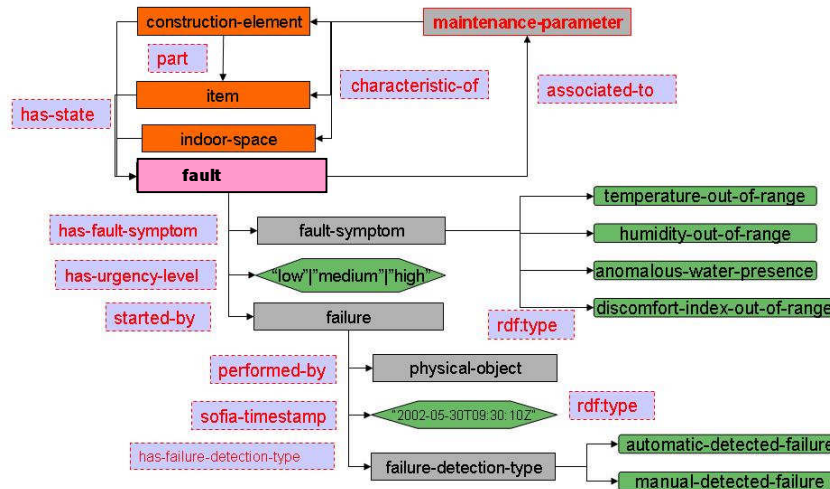 construction-element
maintenance-parameter
part
characteristic-of
associated-to
item
has-state
indoor-space
fault
temperature-out-of-range
has-fault-symptom
fault-symptom
humidity-out-of-range
has-urgency-level
"low"|"medium"|"high"
anomalous-water-presence
started-by
failure
discomfort-index-out-of-range
rdf:type
performed-by
physical-object
sofia-timestamp
"2002-05-30T09:30:10Z"
rdf:type
has-failure-detection-type
failure-detection-type
automatic-detected-failure
manual-detected-failure